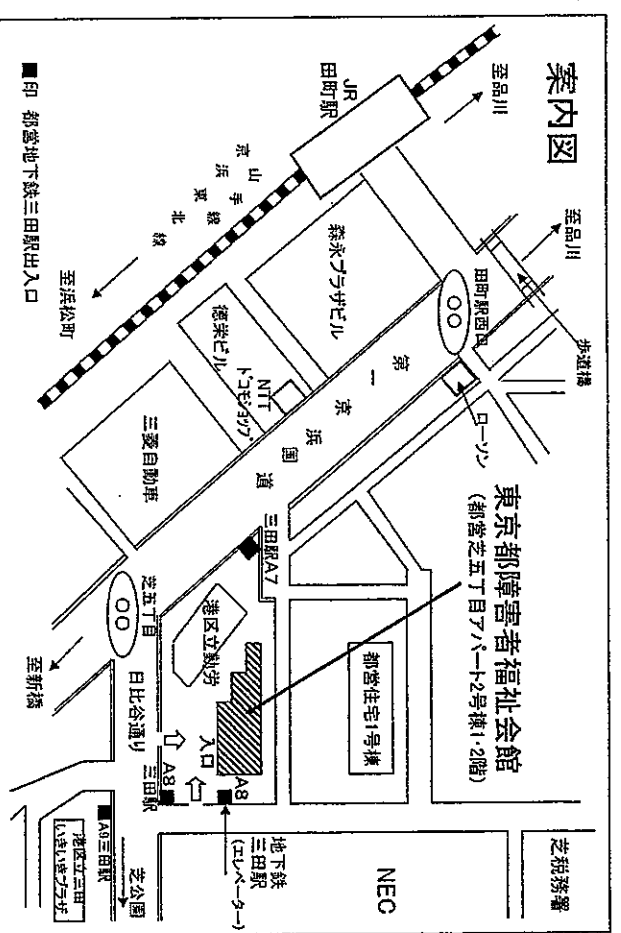 案内図
至品川
至品川
歩道橋
JR
田町駅
田町駅西口
ローソン
山手線
京浜東北線
森永プラザビル
徳栄ビル
NTT
ドコモショップ
第一京浜国道
三菱自動車
至浜松町
■印 都営地下鉄三田駅出入口
東京都障害者福祉会館
(都営芝五丁目アパート2号棟1・2階)
三田駅A7
港区立勤労
都営住宅1号棟
芝五丁目
至新橋
日比谷通り
入口
A8
三田駅
A8
地下鉄
三田駅
(エレベーター)
NEC
芝税務署
A9三田駅
芝公園
港区立三田
いきいきプラザ